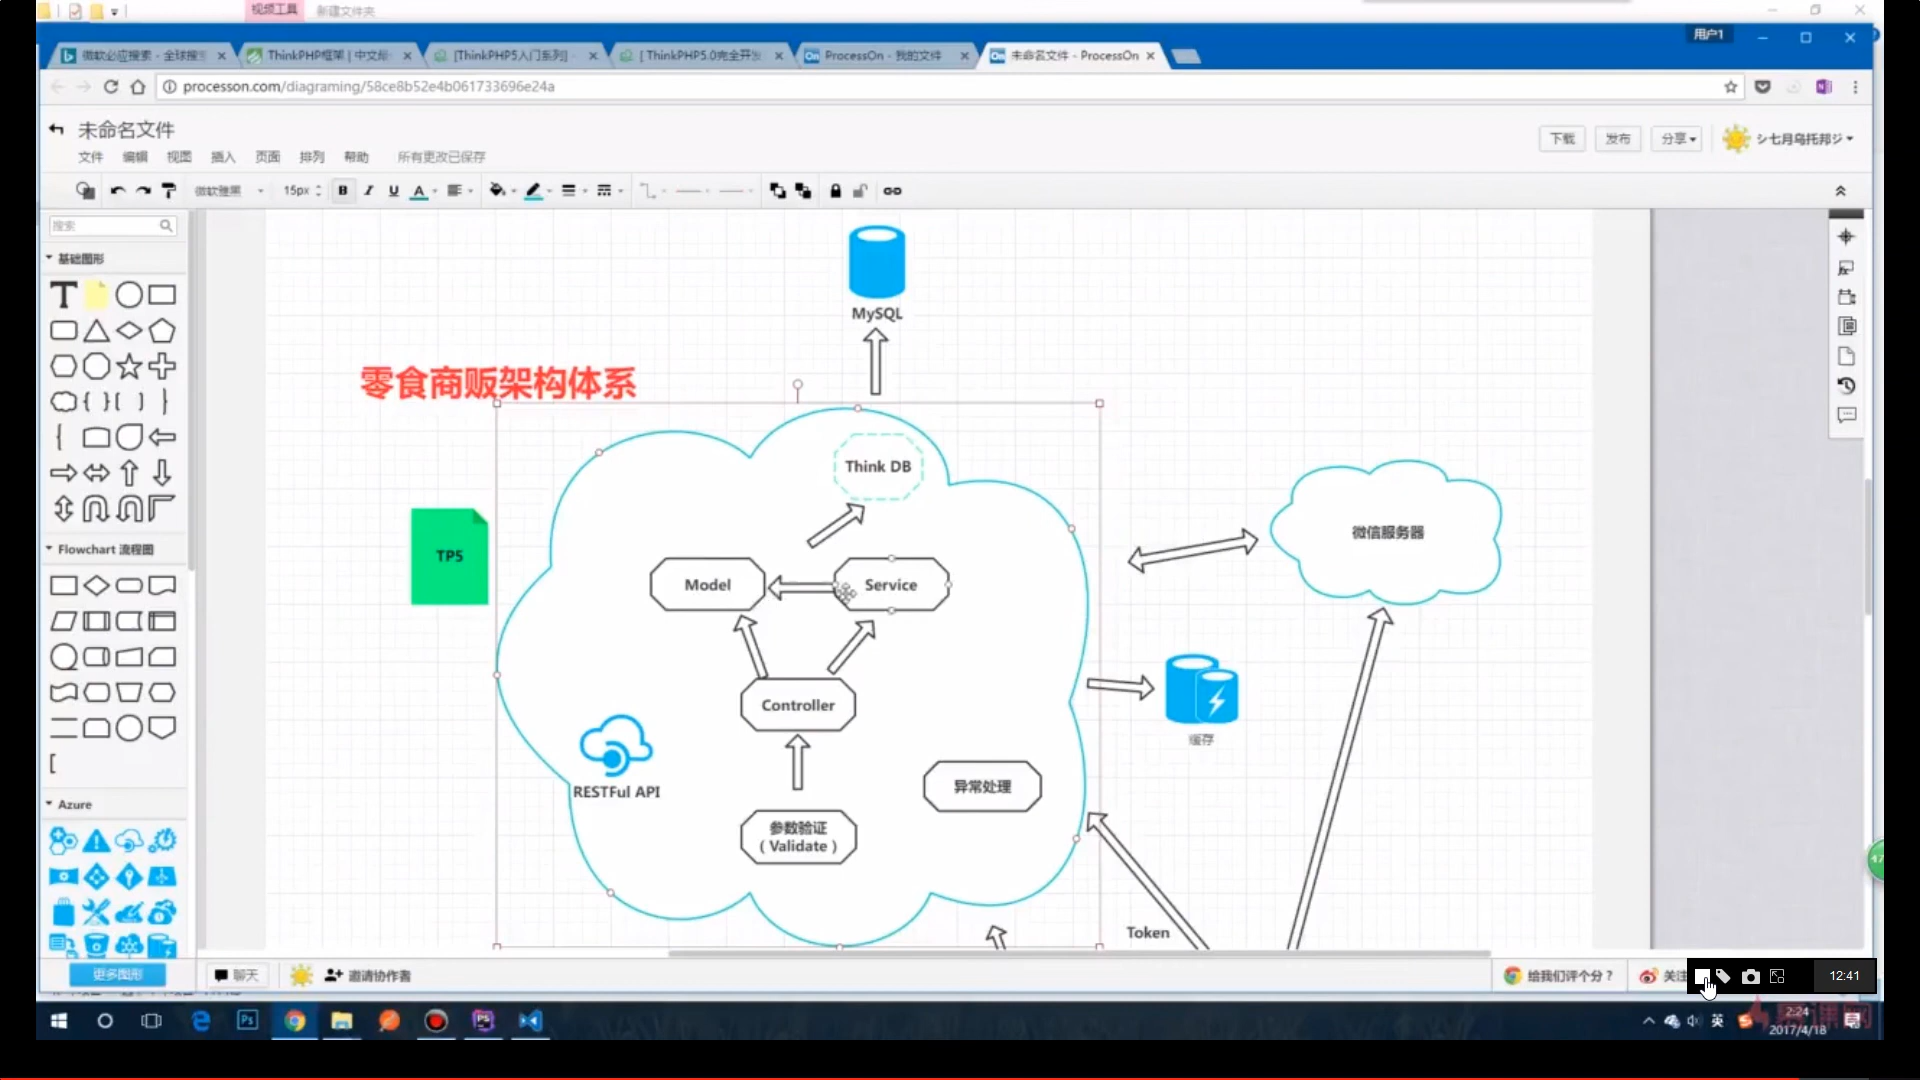 视频工具
新建文件夹
用户1
微软必应搜索 - 全球搜
ThinkPHP框架 | 中文最
[ThinkPHP5入门系列]
[ ThinkPHP5.0完全开发
ProcessOn - 我的文件
未命名文件 - ProcessOn
processon.com/diagraming/58ce8b52e4b061733696e24a
未命名文件
文件 编辑 视图 插入 页面 排列 帮助 所有更改已保存
下载 发布 分享
シ七月乌托邦ジ
微软雅黑 15px B I U A
搜索
基础图形
T
Flowchart 流程图
Azure
更多图形
MySQL
零食商贩架构体系
Think DB
TP5
Model
Service
微信服务器
Controller
缓存
RESTFul API
异常处理
参数验证
( Validate )
Token
聊天
邀请协作者
给我们评个分？
关注
12:41
英
2:24
2017/4/18